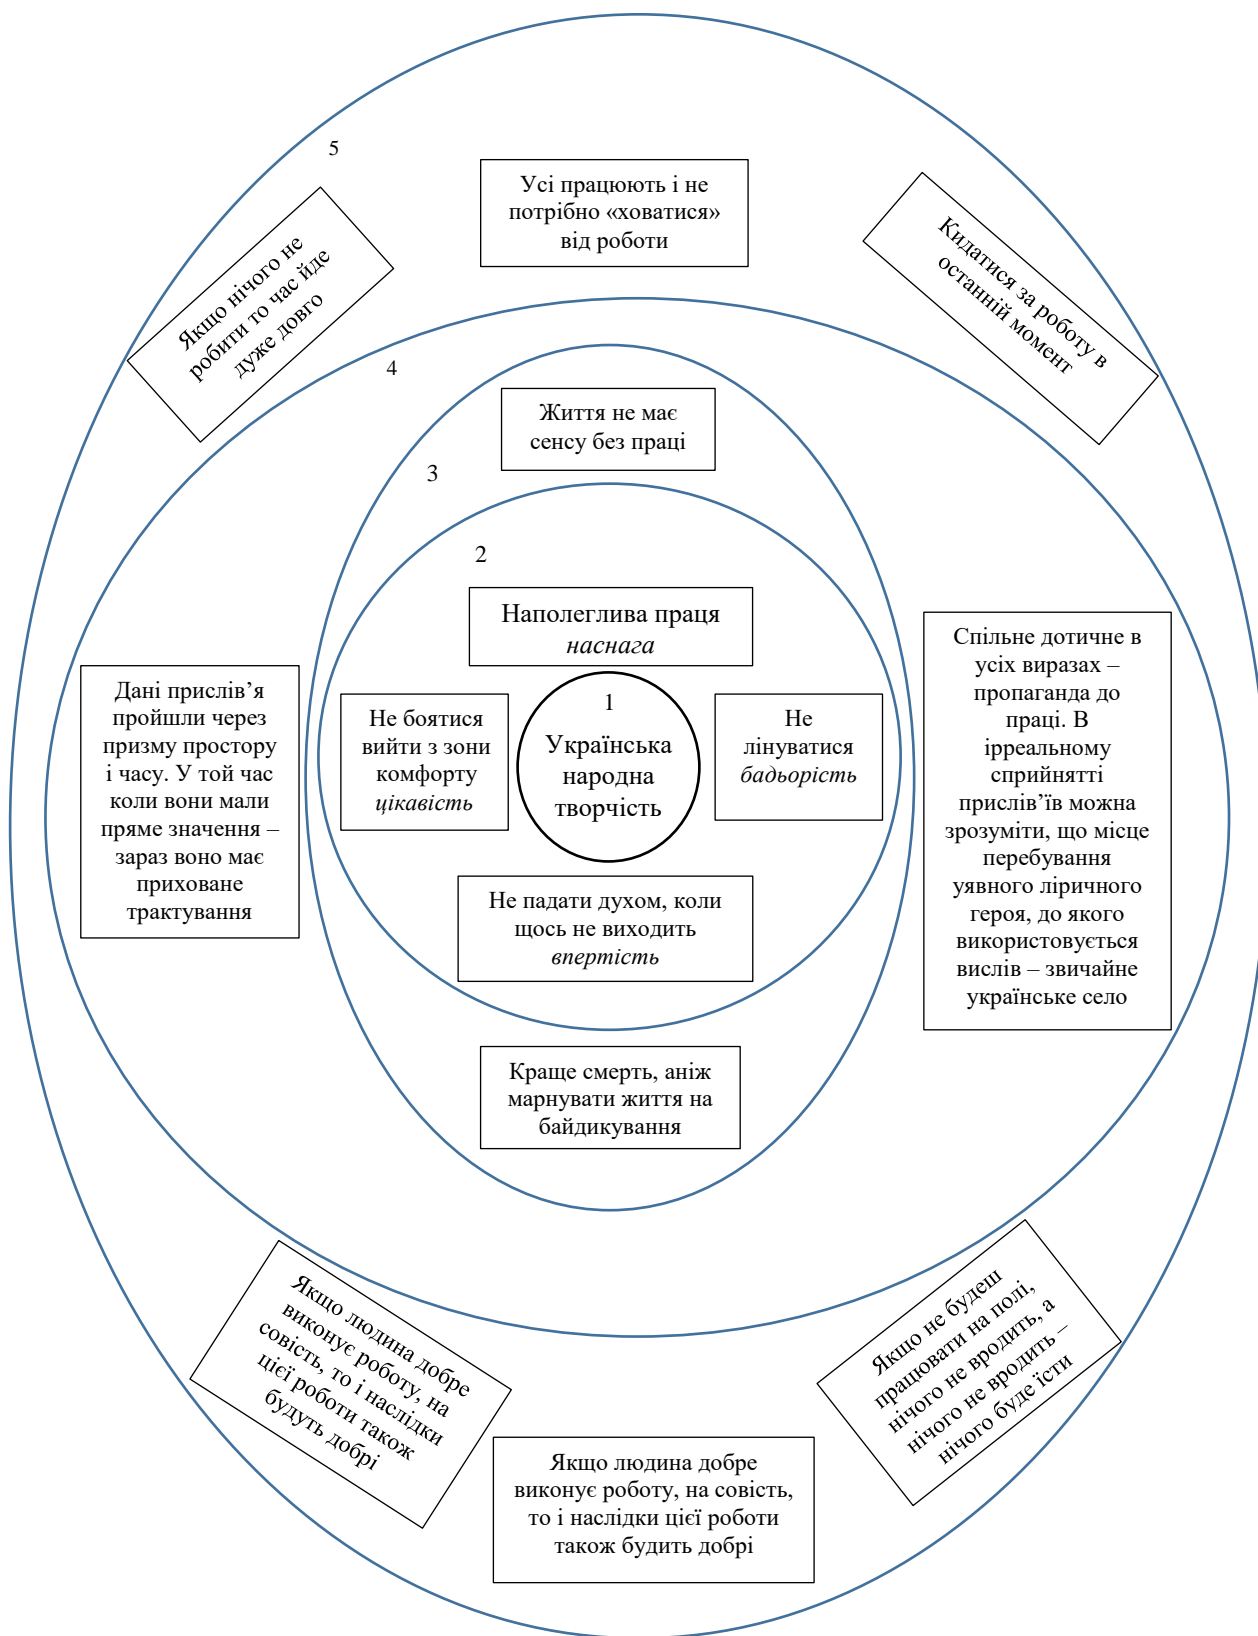 5
Усі працюють і не
потрібно «ховатися»
від роботи
Якщо нічого не
робити то час йде
дуже довго
Кидатися за роботу в
останній момент
4
Життя не має
сенсу без праці
3
2
Наполеглива праця
наснага
Дані прислів’я
пройшли через
призму простору
і часу. У той час
коли вони мали
пряме значення –
зараз воно має
приховане
трактування
Не боятися
вийти з зони
комфорту
цікавість
1
Українська
народна
творчість
Не
лінуватися
бадьорість
Спільне дотичне в
усіх виразах –
пропаганда до
праці. В
ірреальному
сприйнятті
прислів’їв можна
зрозуміти, що місце
перебування
уявного ліричного
героя, до якого
використовується
вислів – звичайне
українське село
Не падати духом, коли
щось не виходить
впертість
Краще смерть, аніж
марнувати життя на
байдикування
Якщо людина добре
виконує роботу, на
совість, то і наслідки
цієї роботи також
будуть добрі
Якщо не будеш
працювати на полі,
нічого не вродить, а
нічого не вродить –
нічого буде їсти
Якщо людина добре
виконує роботу, на совість,
то і наслідки цієї роботи
також будить добрі